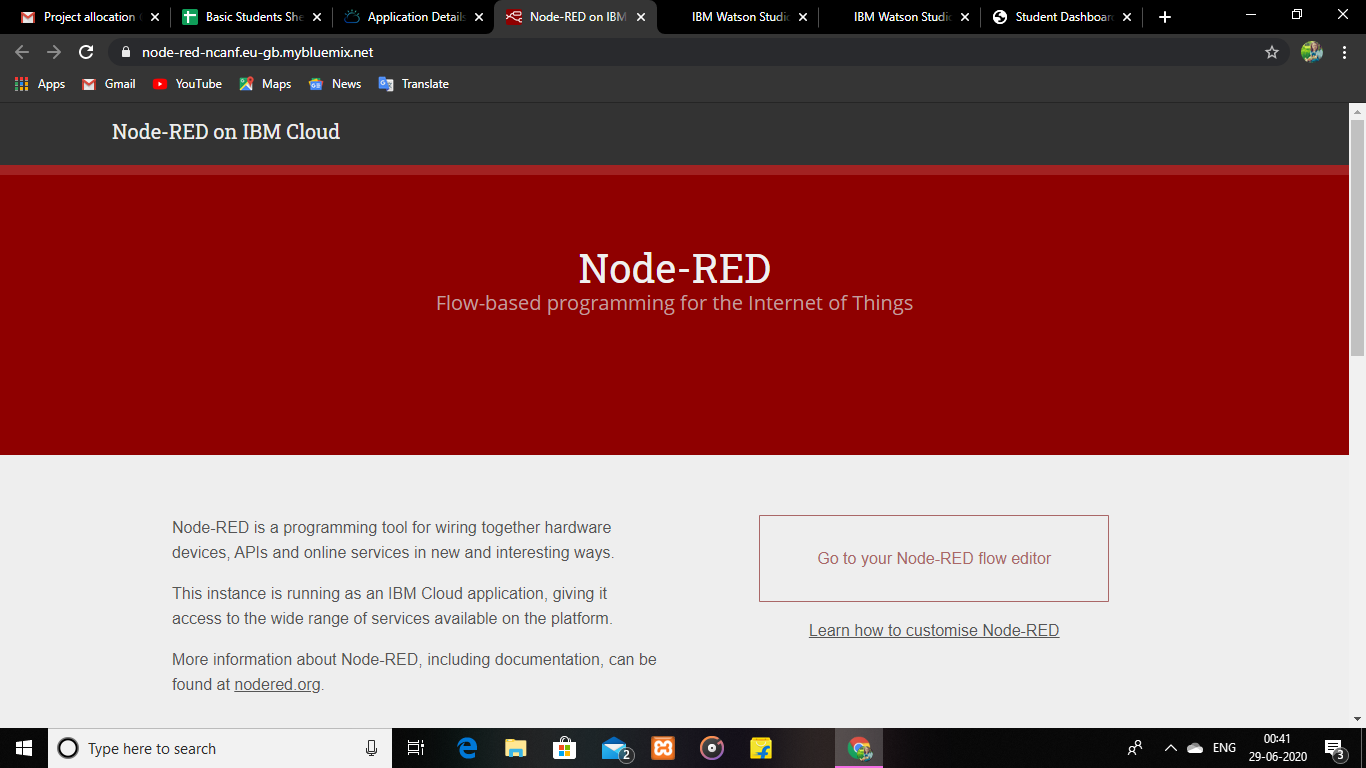 Project allocation
Basic Students She
Application Details
Node-RED on IBM
IBM Watson Studio
IBM Watson Studio
Student Dashboard
node-red-ncanf.eu-gb.mybluemix.net
Apps
Gmail
YouTube
Maps
News
Translate
Node-RED on IBM Cloud
Node-RED
Flow-based programming for the Internet of Things
Node-RED is a programming tool for wiring together hardware
devices, APIs and online services in new and interesting ways.
This instance is running as an IBM Cloud application, giving it
access to the wide range of services available on the platform.
More information about Node-RED, including documentation, can be
found at nodered.org.
Go to your Node-RED flow editor
Learn how to customise Node-RED
Type here to search
2
ENG
00:41
29-06-2020
3